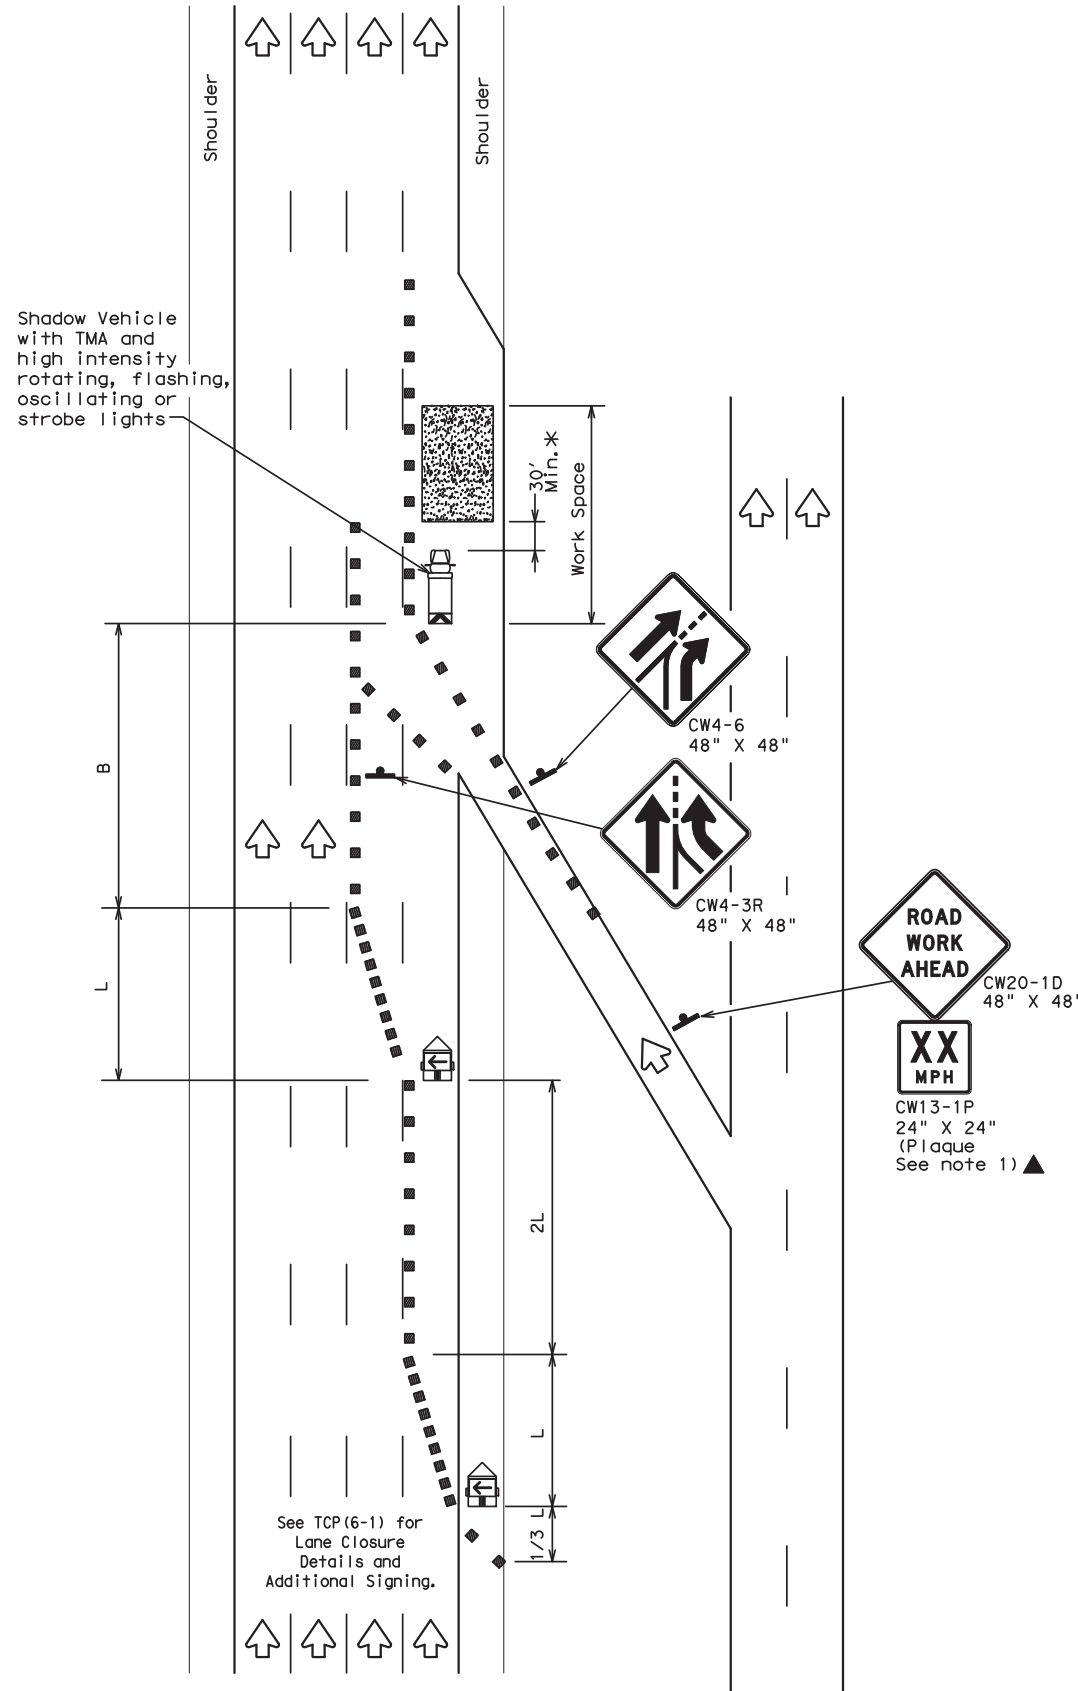 Shoulder
Shoulder
Shadow Vehicle
with TMA and
high intensity
rotating, flashing,
oscillating or
strobe lights
30'
Min.*
Work Space
CW4-6
48" X 48"
B
CW4-3R
48" X 48"
ROAD
WORK
AHEAD
CW20-1D
48" X 48'
L
XX
MPH
CW13-1P
24" X 24"
(Plaque
See note 1)▲
2L
L
1/3 L
See TCP(6-1) for
Lane Closure
Details and
Additional Signing.